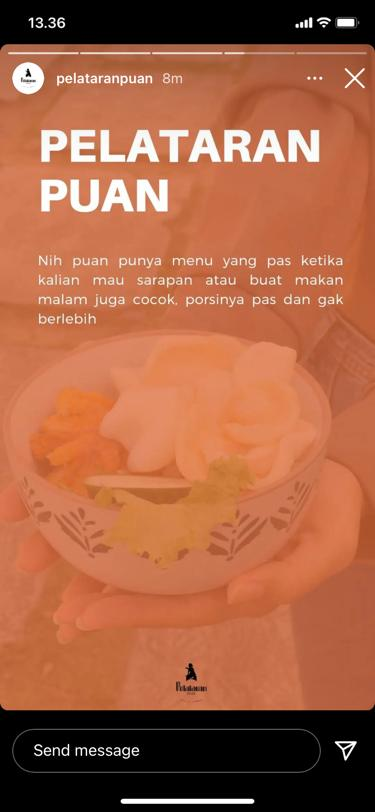 13.36
pelataranpuan 8m
PELATARAN
PUAN
Nih puan punya menu yang pas ketika
kalian mau sarapan atau buat makan
malam juga cocok, porsinya pas dan gak
berlebih
Pelataran
Send message